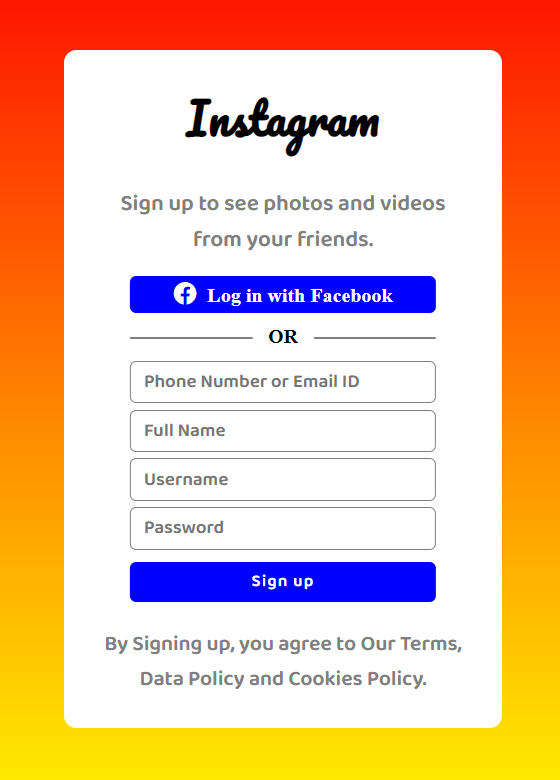 Instagram
Sign up to see photos and videos
from your friends.
Log in with Facebook
OR
Phone Number or Email ID
Full Name
Username
Password
Sign up
By Signing up, you agree to Our Terms,
Data Policy and Cookies Policy.